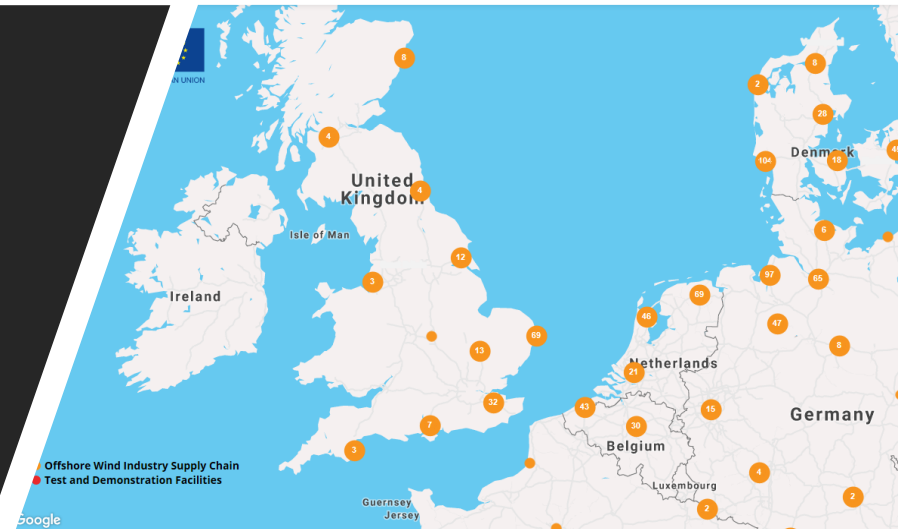 8
8
2
AN UNION
28
4
Denmark
104
18
United
4
Kingdom
6
Isle of Man
12
97
65
3
69
Ireland
46
47
69
8
13
Netherlands
21
32
43
15
Germany
7
30
Belgium
3
Offshore Wind Industry Supply Chain
4
Test and Demonstration Facilities
Luxembourg
2
Guernsey
2
Jersey
Google